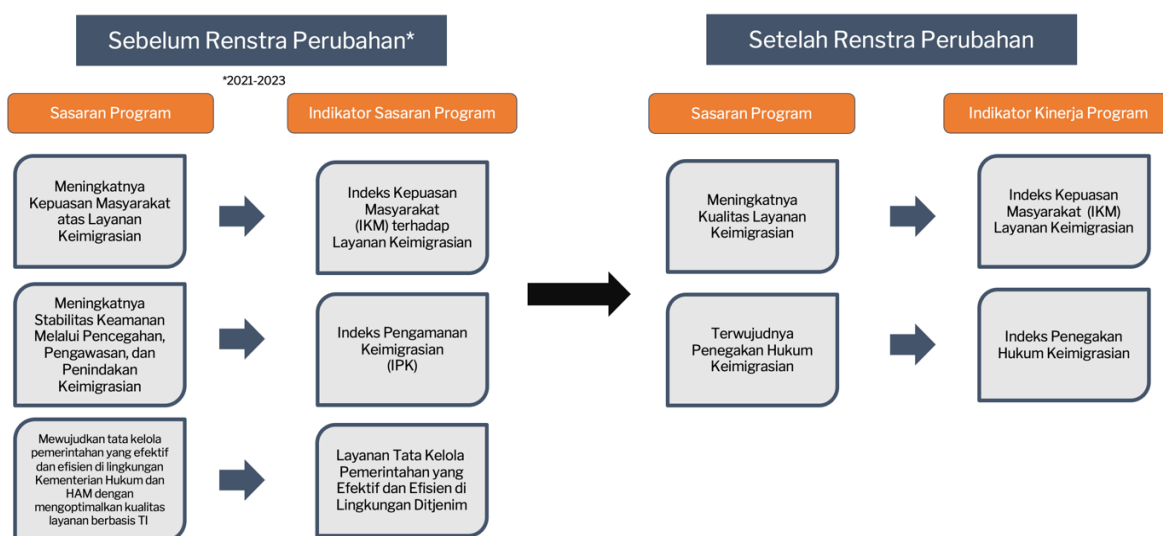 Sebelum Renstra Perubahan*
*2021-2023
Sasaran Program
Indikator Sasaran Program
Meningkatnya
Kepuasan Masyarakat
atas Layanan
Keimigrasian
Indeks Kepuasan
Masyarakat
(IKM) terhadap
Layanan Keimigrasian
Meningkatnya
Stabilitas Keamanan
Melalui Pencegahan,
Pengawasan, dan
Penindakan
Keimigrasian
Indeks Pengamanan
Keimigrasian
(IPK)
Mewujudkan tata kelola
pemerintahan yang efektif
dan efisien di lingkungan
Kementerian Hukum dan
HAM dengan
mengoptimalkan kualitas
layanan berbasis TI
Layanan Tata Kelola
Pemerintahan yang
Efektif dan Efisien di
Lingkungan Ditjenim
Setelah Renstra Perubahan
Sasaran Program
Indikator Kinerja Program
Meningkatnya
Kualitas Layanan
Keimigrasian
Indeks Kepuasan
Masyarakat (IKM)
Layanan Keimigrasian
Terwujudnya
Penegakan Hukum
Keimigrasian
Indeks Penegakan
Hukum Keimigrasian